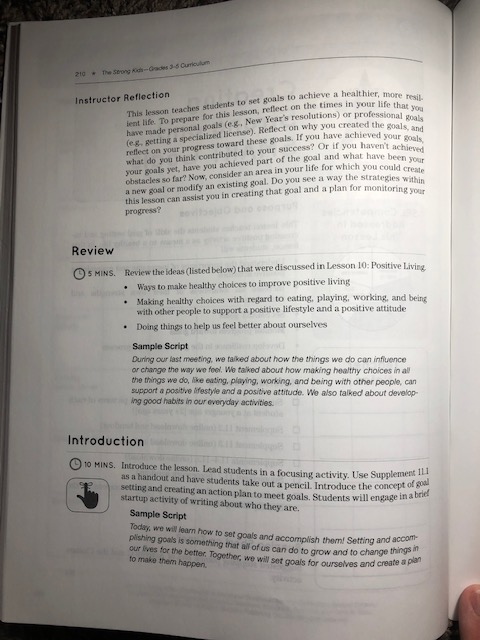 210 • The Strong Kids—Grades 3–5 Curriculum
Instructor Reflection
This lesson teaches students to set goals to achieve a healthier, more resil-
ient life. To prepare for this lesson, reflect on the times in your life that you
have made personal goals (e.g., New Year's resolutions) or professional goals
(e.g., getting a specialized license). Reflect on why you created the goals, and
reflect on your progress toward these goals. If you have achieved your goals,
what do you think contributed to your success? Or if you haven't achieved
your goals yet, have you achieved part of the goal and what have been your
obstacles so far? Now, consider an area in your life for which you could create
a new goal or modify an existing goal. Do you see a way the strategies within
this lesson can assist you in creating that goal and a plan for monitoring your
progress?
Review
5 MINS. Review the ideas (listed below) that were discussed in Lesson 10: Positive Living.
• Ways to make healthy choices to improve positive living
• Making healthy choices with regard to eating, playing, working, and being
with other people to support a positive lifestyle and a positive attitude
• Doing things to help us feel better about ourselves
Sample Script
During our last meeting, we talked about how the things we do can influence
or change the way we feel. We talked about how making healthy choices in all
the things we do, like eating, playing, working, and being with other people, can
support a positive lifestyle and a positive attitude. We also talked about develop-
ing good habits in our everyday activities.
Introduction
10 MINS. Introduce the lesson. Lead students in a focusing activity. Use Supplement 11.1
as a handout and have students take out a pencil. Introduce the concept of goal
setting and creating an action plan to meet goals. Students will engage in a brief
startup activity of writing about who they are.
Sample Script
Today, we will learn how to set goals and accomplish them! Setting and accom-
plishing goals is something that all of us can do to grow and to change things in
our lives for the better. Together, we will set goals for ourselves and create a plan
to make them happen.